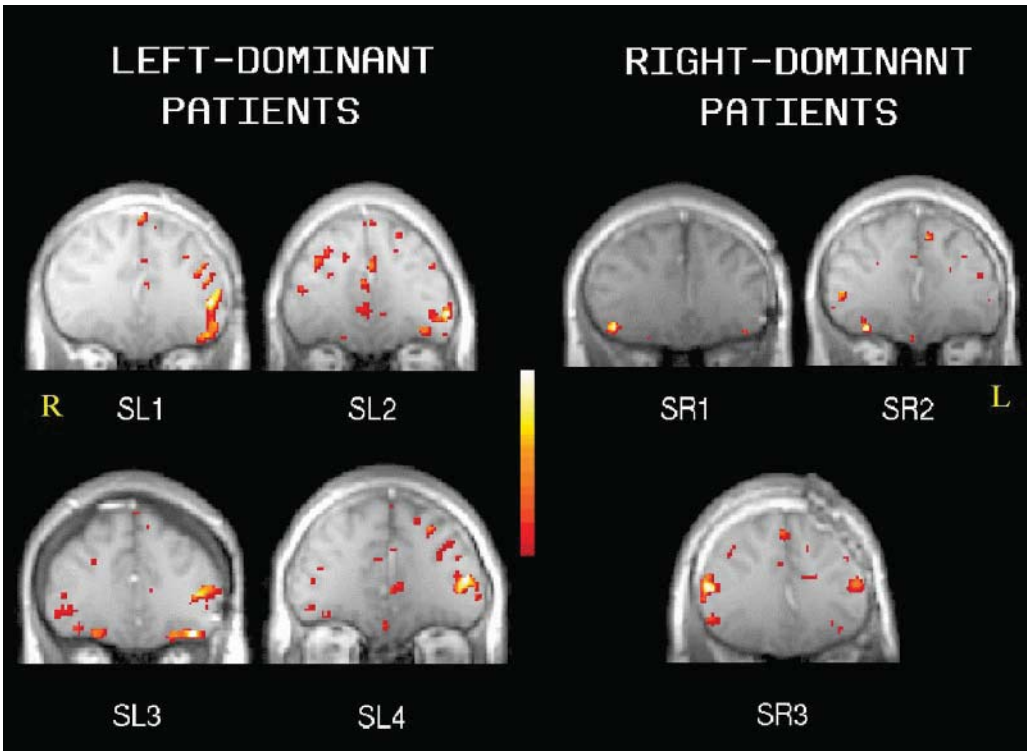 LEFT-DOMINANT
PATIENTS
RIGHT-DOMINANT
PATIENTS
R
SL1
SL2
SR1
SR2
L
SL3
SL4
SR3